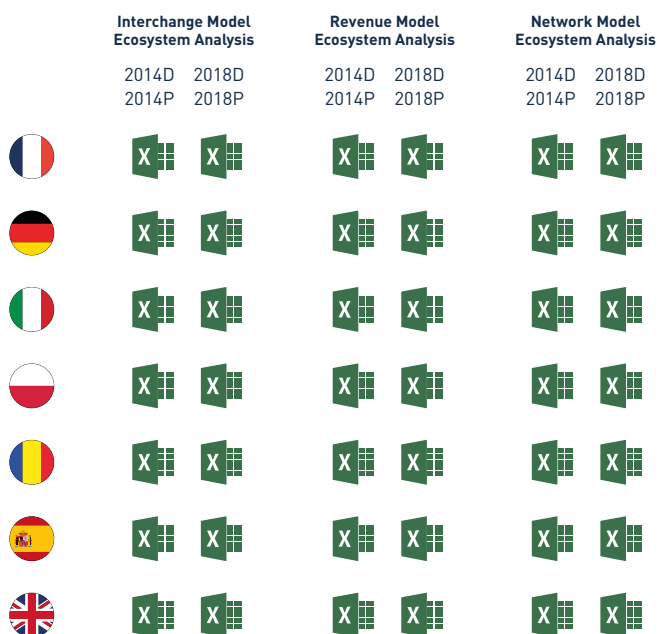 Interchange Model
Ecosystem Analysis
2014D 2018D
2014P 2018P
Revenue Model
Ecosystem Analysis
2014D 2018D
2014P 2018P
Network Model
Ecosystem Analysis
2014D 2018D
2014P 2018P
X X X X X X
X X X X X X
X X X X X X
X X X X X X
X X X X X X
X X X X X X
X X X X X X